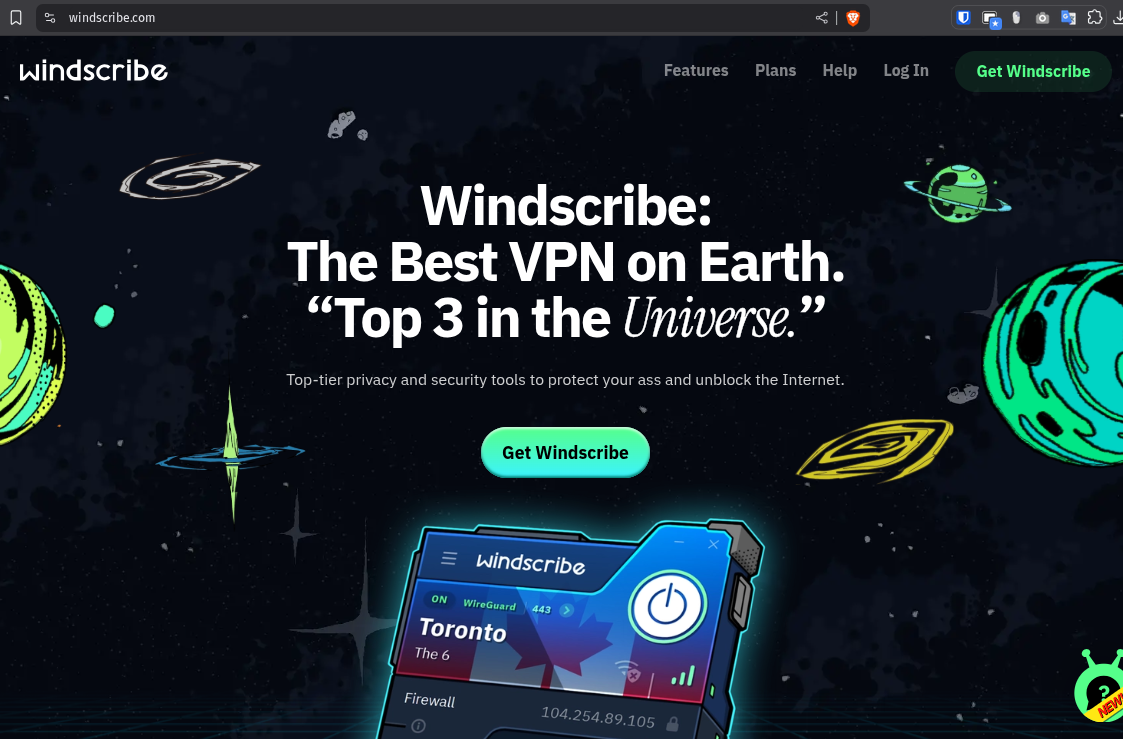 windscribe.com
windscribe
Features Plans Help Log In Get Windscribe
Windscribe:
The Best VPN on Earth.
“Top 3 in the Universe.”
Top-tier privacy and security tools to protect your ass and unblock the Internet.
Get Windscribe
windscribe
ON WireGuard 443
Toronto
The 6
Firewall
104.254.89.105
?
NEW!